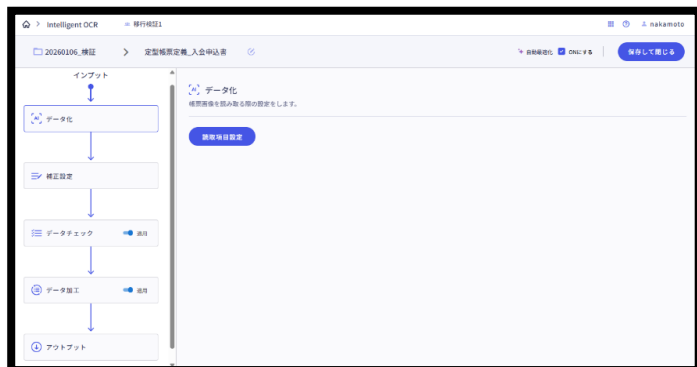 > Intelligent OCR 移行検証1 nakamoto
20260106_検証 > 定型帳票定義_入会申込書 自動最適化 ONにする 保存して閉じる
インプット
AI データ化
AI データ化
帳票画像を読み取る際の設定をします。
読取項目設定
補正設定
データチェック 適用
データ加工 適用
アウトプット